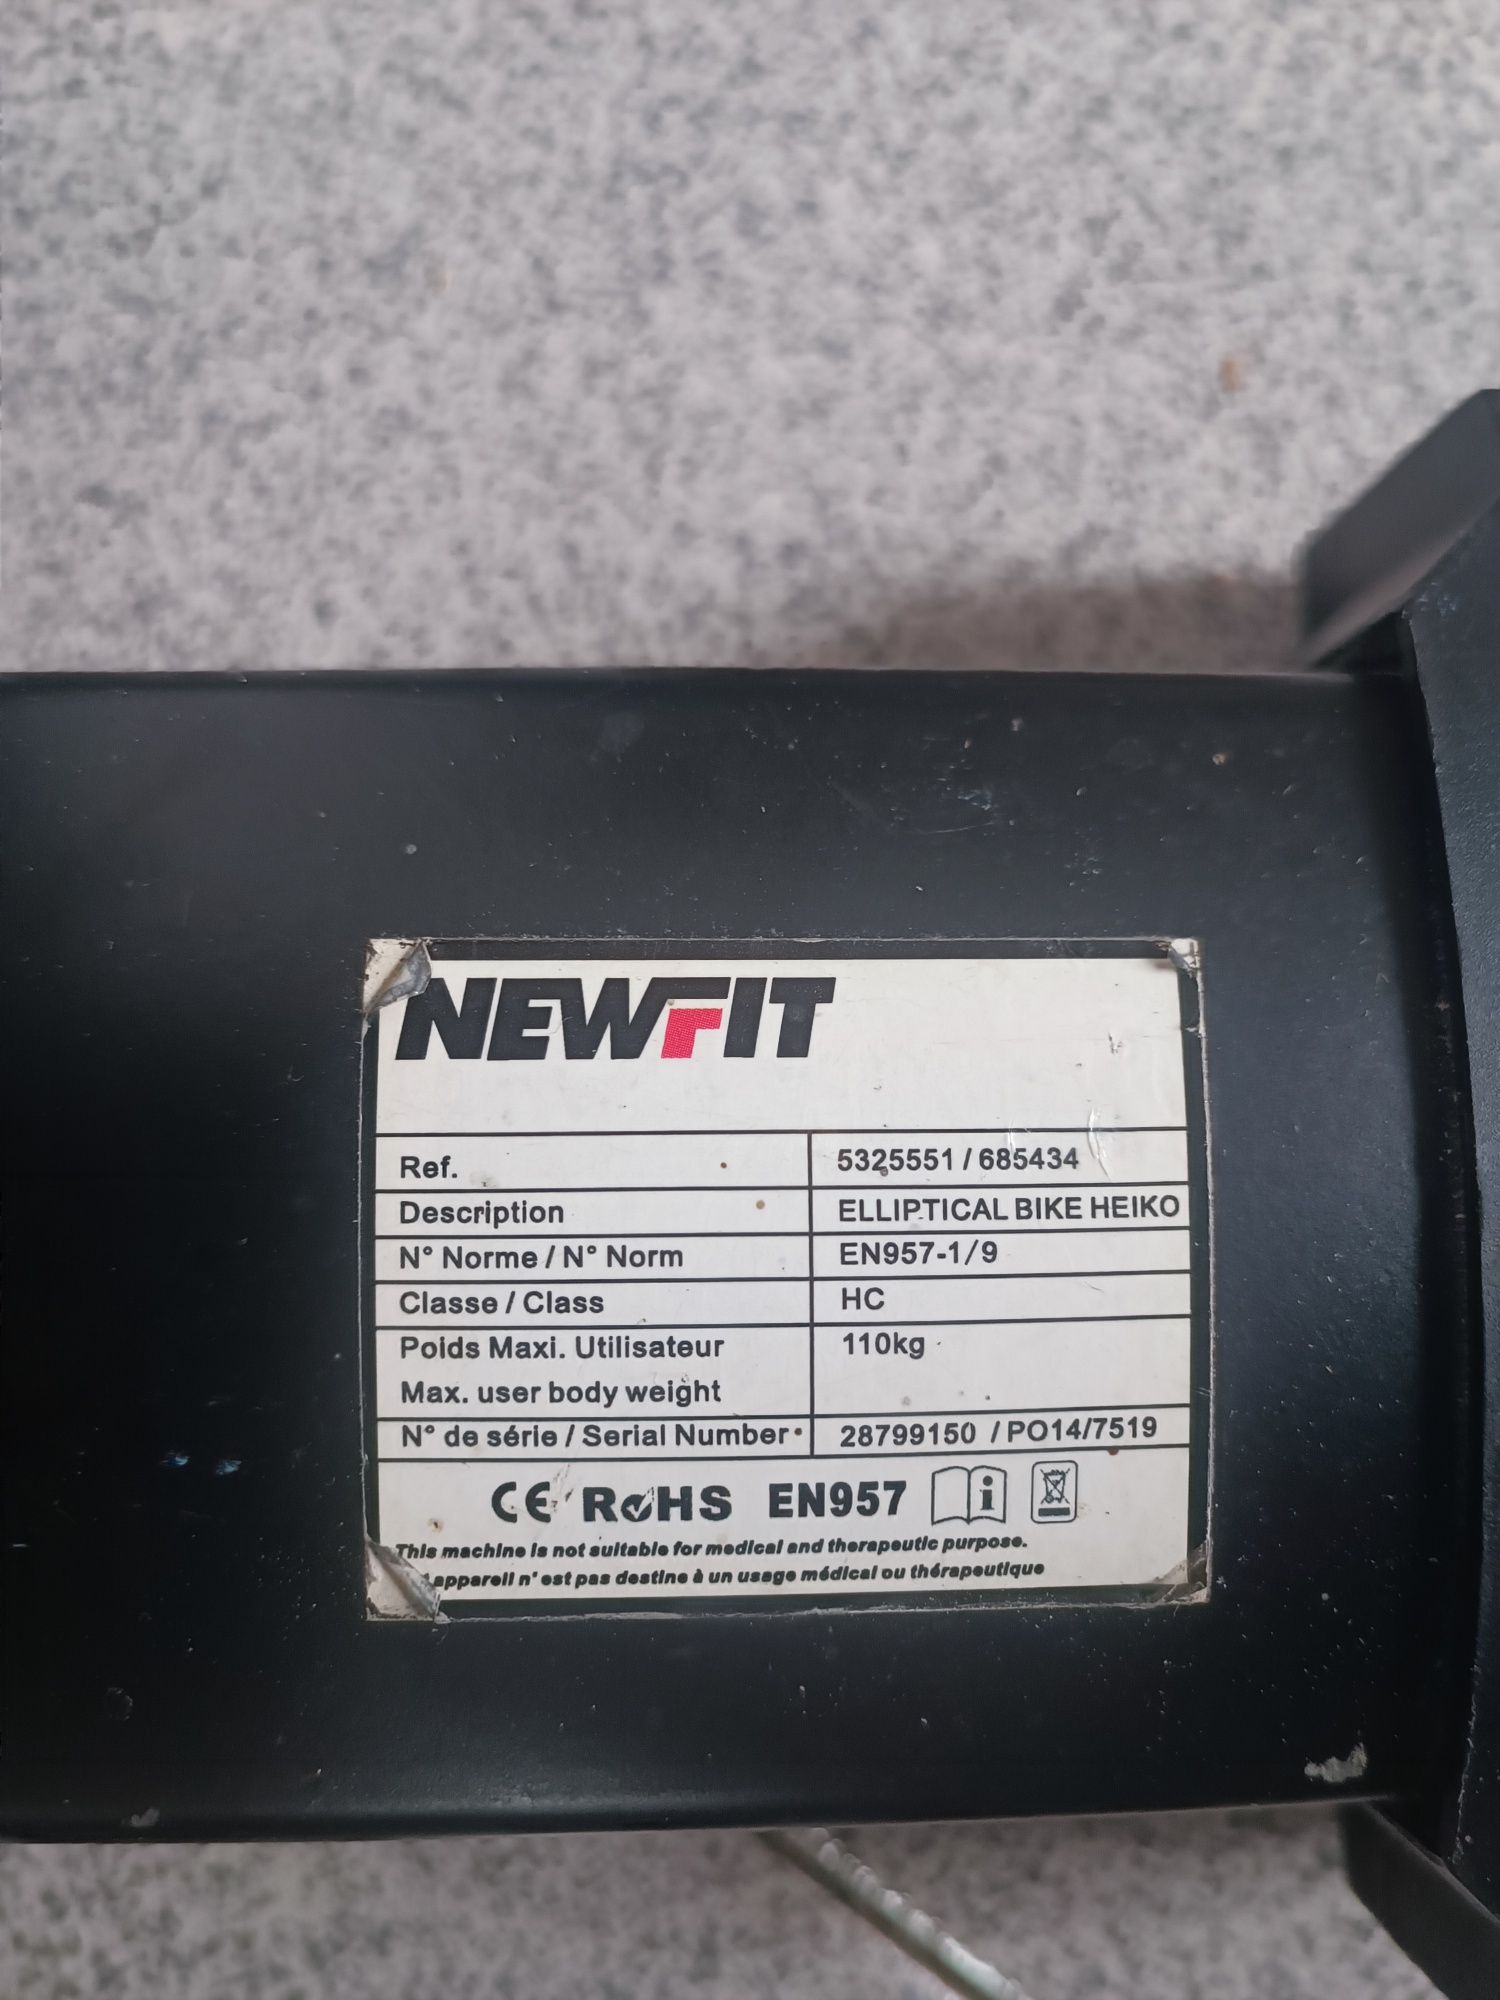 NEWFIT
Ref. 5325551 / 685434
Description ELLIPTICAL BIKE HEIKO
N° Norme / N° Norm EN957-1/9
Classe / Class HC
Poids Maxi. Utilisateur 110kg
Max. user body weight
N° de série / Serial Number 28799150 / PO14/7519
CE RoHS EN957 i
This machine is not suitable for medical and therapeutic purpose.
appareil n'est pas destine à un usage médical ou thérapeutique